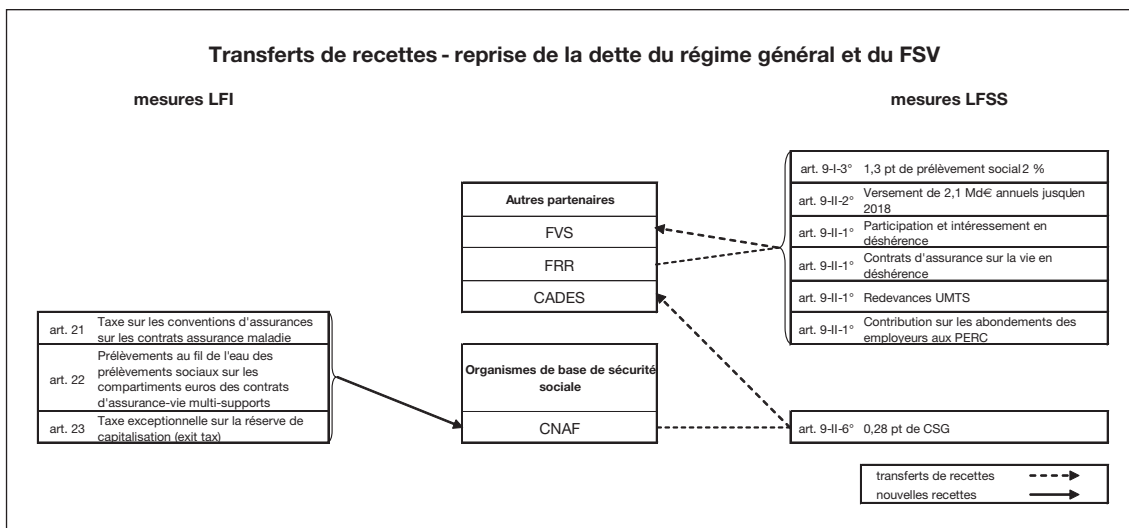 Transferts de recettes - reprise de la dette du régime général et du FSV
mesures LFI
mesures LFSS
art. 21 Taxe sur les conventions d'assurances
sur les contrats assurance maladie
art. 22 Prélèvements au fil de l'eau des
prélèvements sociaux sur les
compartiments euros des contrats
d'assurance-vie multi-supports
art. 23 Taxe exceptionnelle sur la réserve de
capitalisation (exit tax)
Autres partenaires
FVS
FRR
CADES
Organismes de base de sécurité
sociale
CNAF
art. 9-I-3° 1,3 pt de prélèvement social 2 %
art. 9-II-2° Versement de 2,1 Md€ annuels jusqu'en
2018
art. 9-II-1° Participation et intéressement en
déshérence
art. 9-II-1° Contrats d'assurance sur la vie en
déshérence
art. 9-II-1° Redevances UMTS
art. 9-II-1° Contribution sur les abondements des
employeurs aux PERC
art. 9-II-6° 0,28 pt de CSG
transferts de recettes
nouvelles recettes